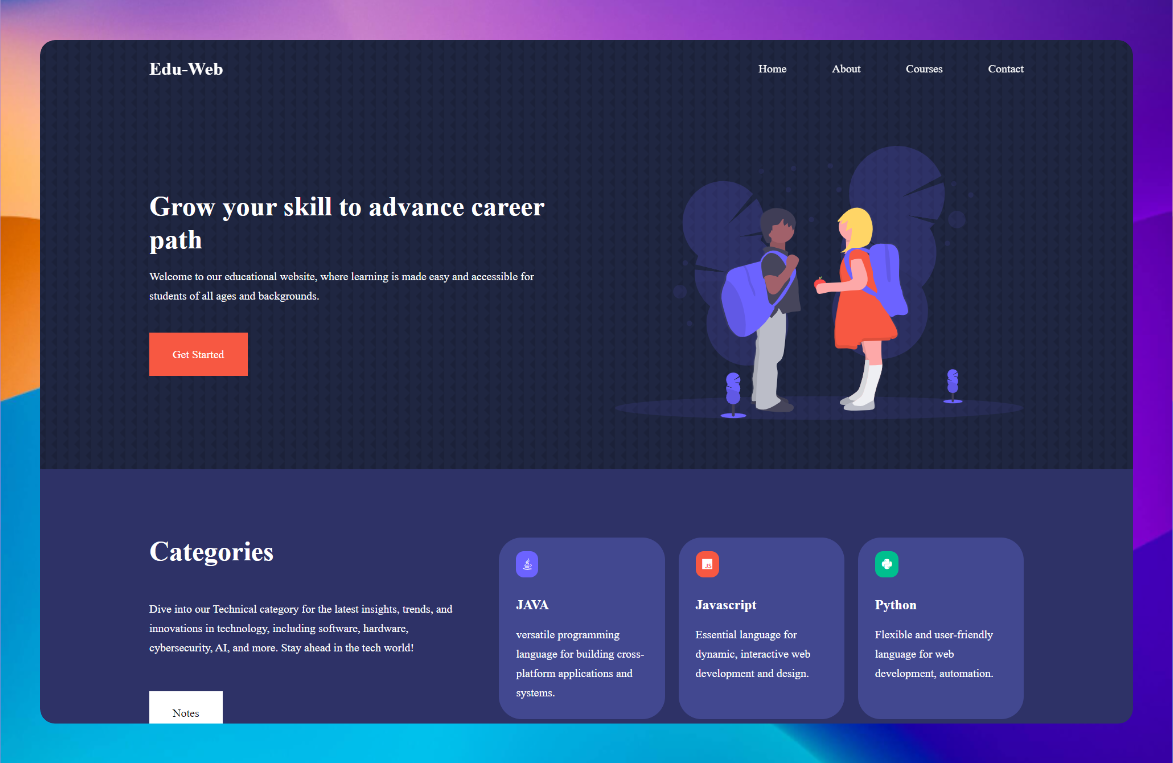 Edu-Web
Home About Courses Contact
Grow your skill to advance career
path
Welcome to our educational website, where learning is made easy and accessible for
students of all ages and backgrounds.
Get Started
Categories
Dive into our Technical category for the latest insights, trends, and
innovations in technology, including software, hardware,
cybersecurity, AI, and more. Stay ahead in the tech world!
Notes
JAVA
versatile programming
language for building cross-
platform applications and
systems.
JS
Javascript
Essential language for
dynamic, interactive web
development and design.
Python
Flexible and user-friendly
language for web
development, automation.